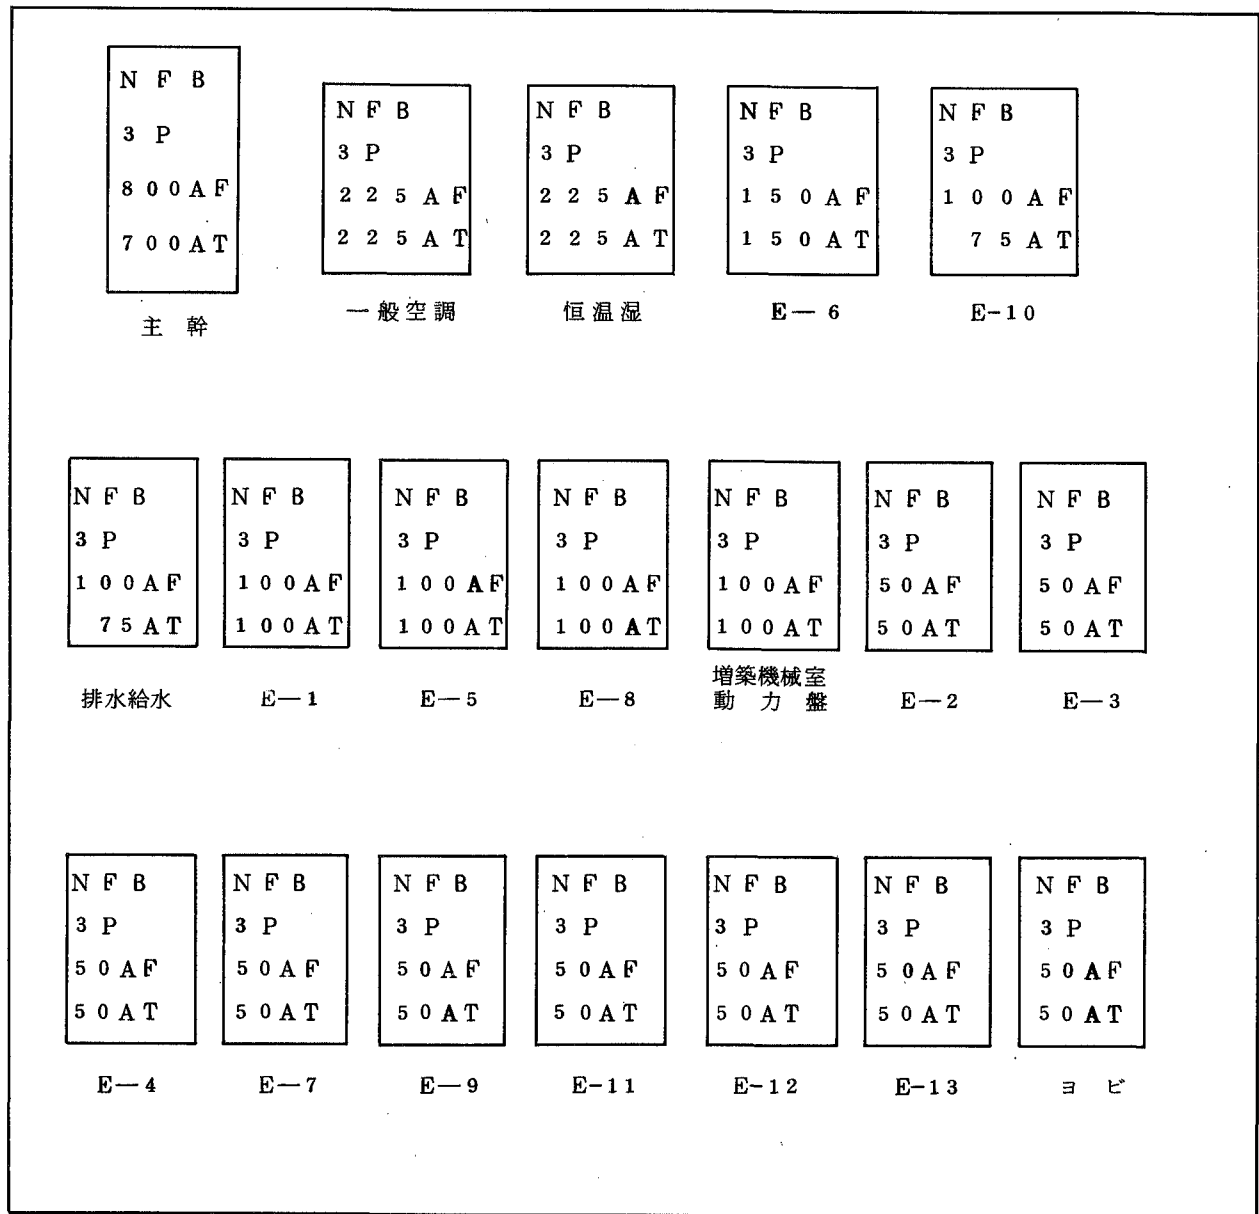 NFB
3P
800AF
700AT
主幹
NFB
3P
225AF
225AT
一般空調
NFB
3P
225AF
225AT
恒温湿
NFB
3P
150AF
150AT
E―6
NFB
3P
100AF
75AT
E-10
NFB
3P
100AF
75AT
排水給水
NFB
3P
100AF
100AT
E―1
NFB
3P
100AF
100AT
E―5
NFB
3P
100AF
100AT
E―8
NFB
3P
100AF
100AT
増築機械室
動力盤
NFB
3P
50AF
50AT
E―2
NFB
3P
50AF
50AT
E―3
NFB
3P
50AF
50AT
E―4
NFB
3P
50AF
50AT
E―7
NFB
3P
50AF
50AT
E―9
NFB
3P
50AF
50AT
E-11
NFB
3P
50AF
50AT
E-12
NFB
3P
50AF
50AT
E-13
NFB
3P
50AF
50AT
ヨビ